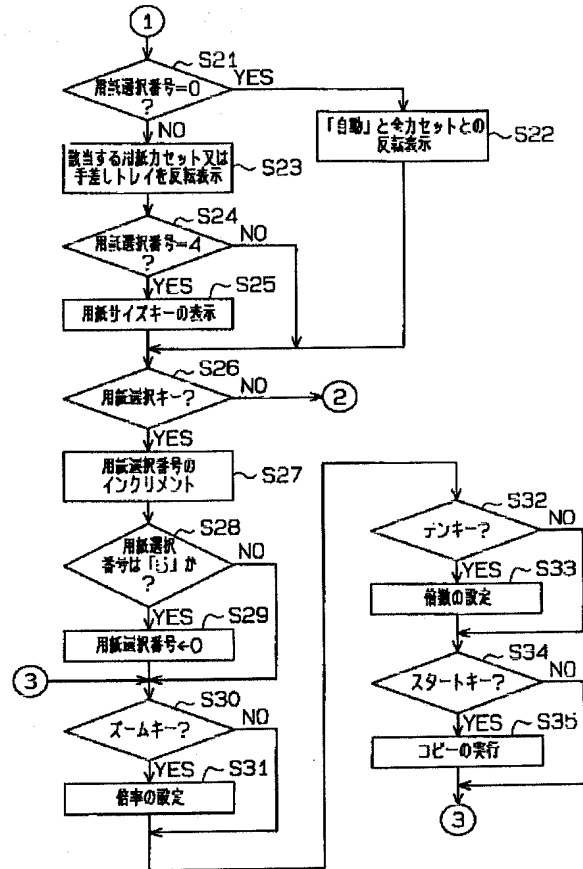 1
S21
用紙選択番号=0
?
YES
NO
「自動」と全カセットとの
反転表示
S22
該当する用紙カセット又は
手差しトレイを反転表示
S23
S24
用紙選択番号=4
?
NO
YES
S25
用紙サイズキーの表示
S26
用紙選択キー?
NO
2
YES
用紙選択番号の
インクリメント
S27
S28
用紙選択
番号は「5」か
?
NO
YES
S29
用紙選択番号←0
3
S30
ズームキー?
NO
YES
S31
倍率の設定
S32
テンキー?
NO
YES
S33
倍数の設定
S34
スタートキー?
NO
YES
S35
コピーの実行
3